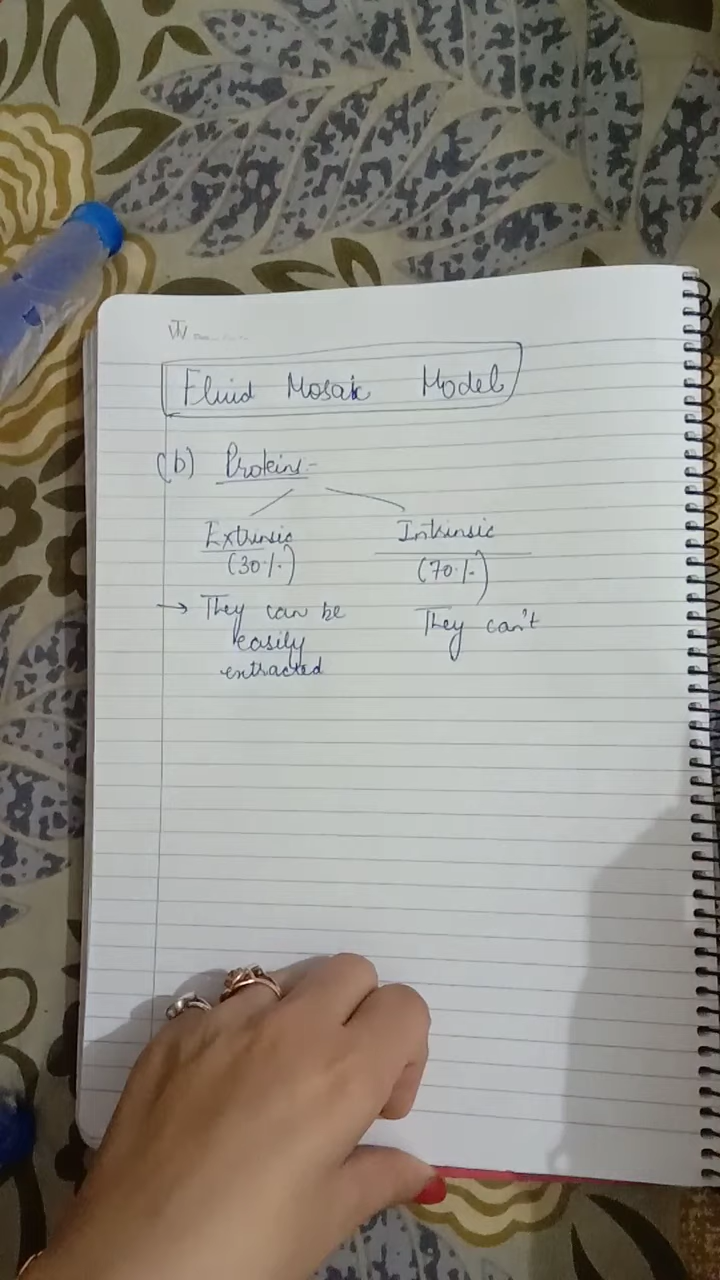 Fluid Mosaic Model
(b) Proteins-
Extrinsic Intrinsic
(30%) (70%)
→ They can be They can't
easily
extracted